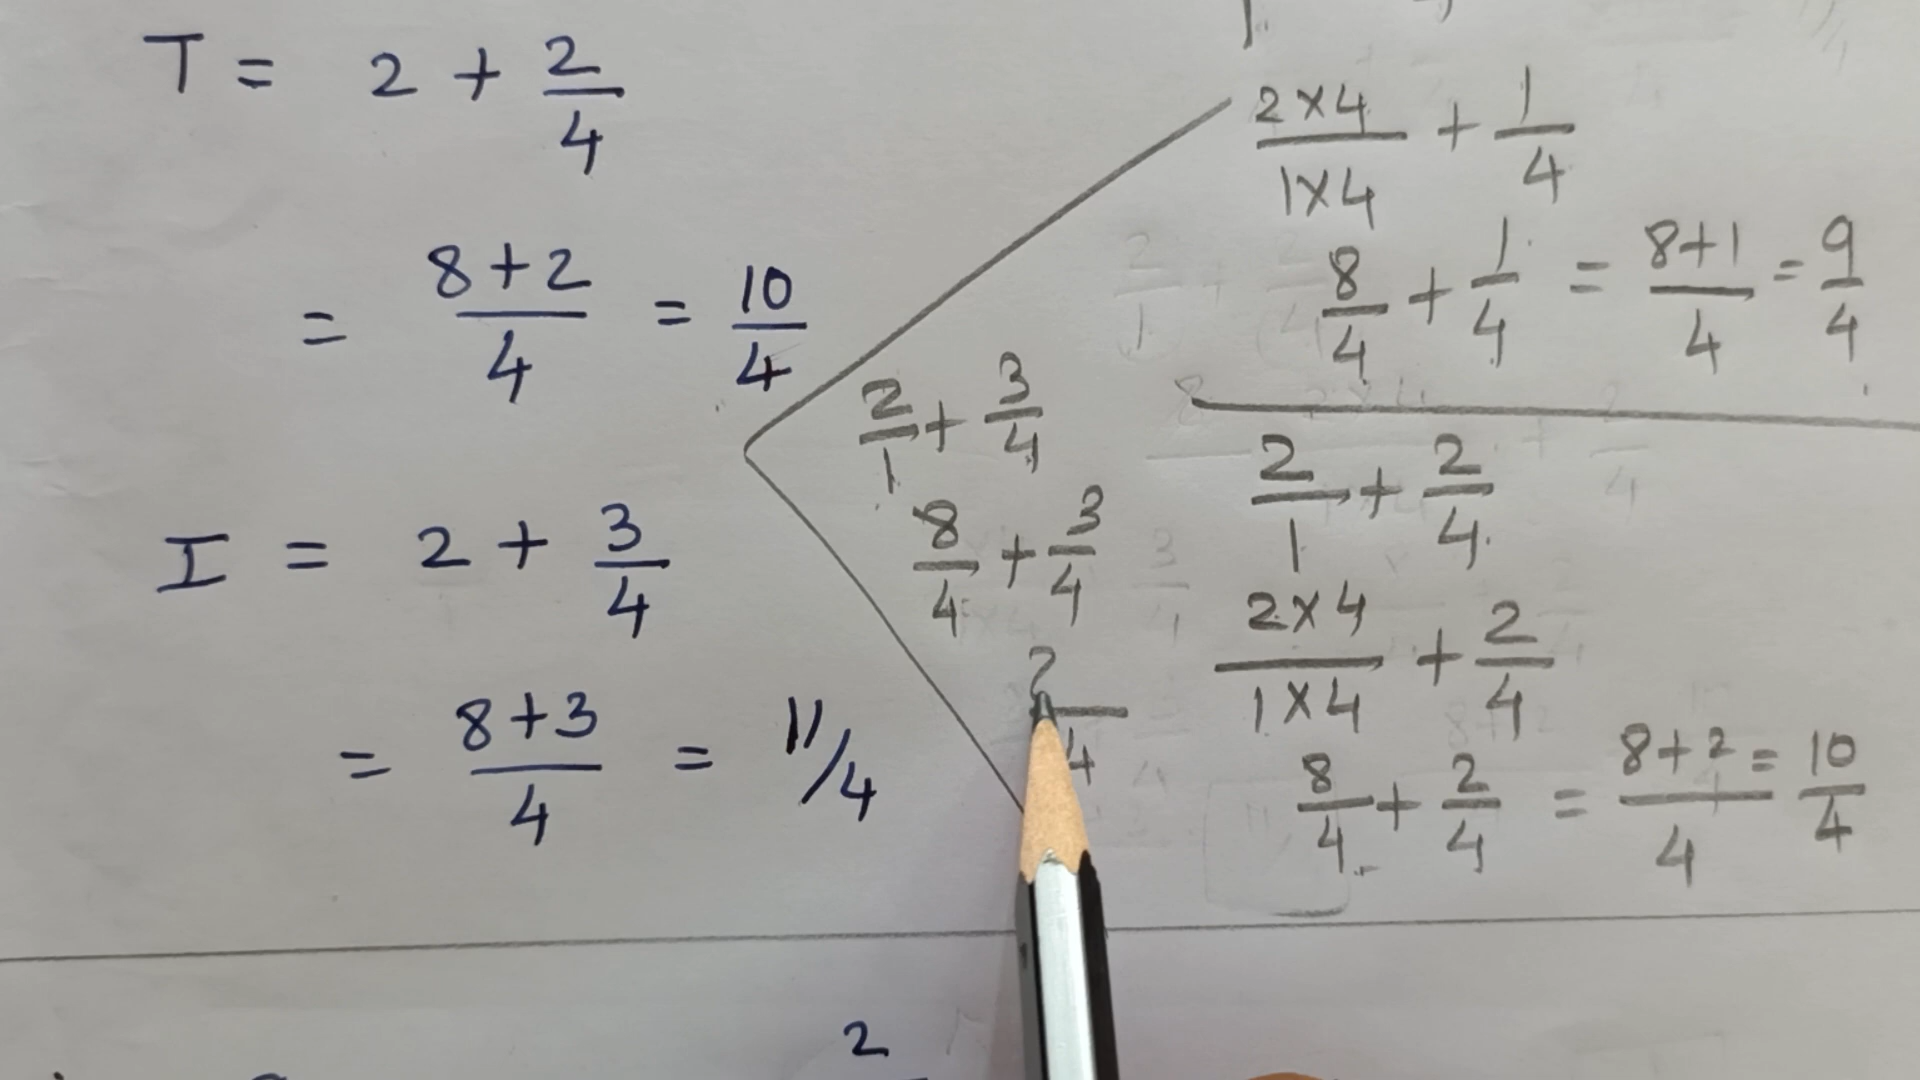 T = 2 + 2/4
= (8+2)/4 = 10/4
I = 2 + 3/4
= (8+3)/4 = 11/4
2/1 + 3/4
8/4 + 3/4
/4
(2×4)/(1×4) + 1/4
8/4 + 1/4 = (8+1)/4 = 9/4
2/1 + 2/4
(2×4)/(1×4) + 2/4
8/4 + 2/4 = (8+2)/4 = 10/4
2